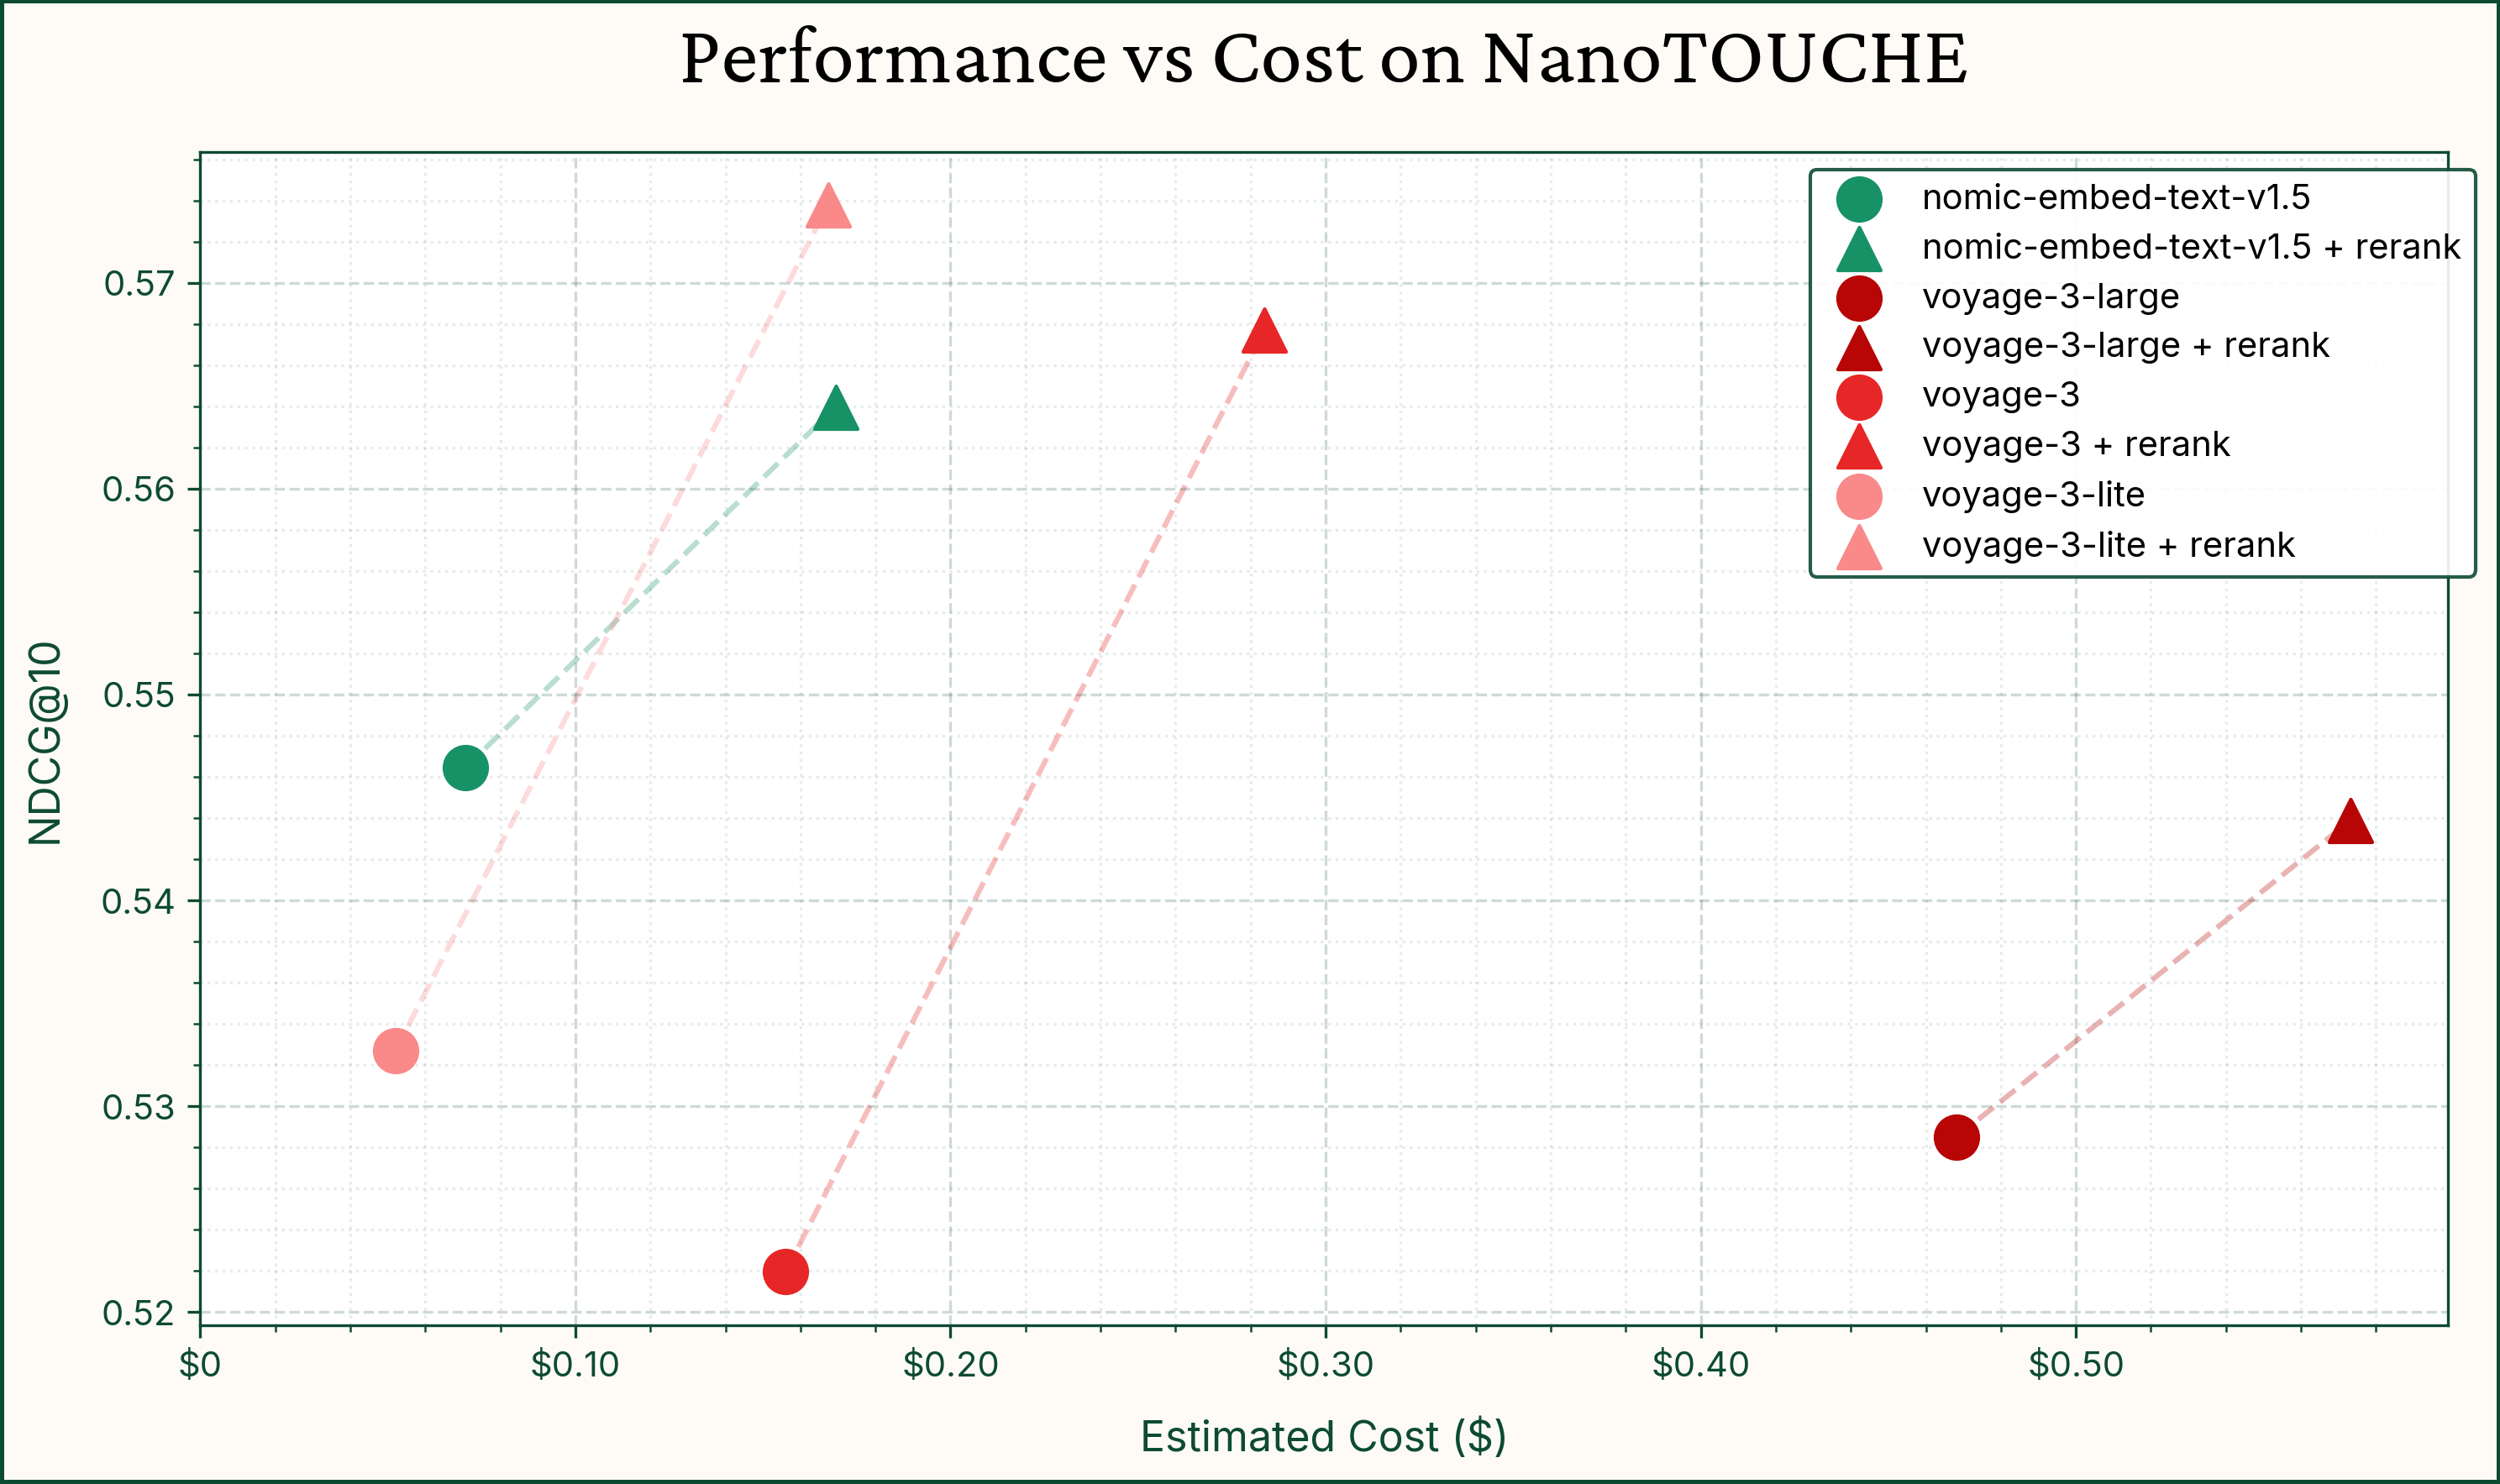 Performance vs Cost on NanoTOUCHE
nomic-embed-text-v1.5
nomic-embed-text-v1.5 + rerank
voyage-3-large
voyage-3-large + rerank
voyage-3
voyage-3 + rerank
voyage-3-lite
voyage-3-lite + rerank
NDCG@10
0.57
0.56
0.55
0.54
0.53
0.52
$0 $0.10 $0.20 $0.30 $0.40 $0.50
Estimated Cost ($)